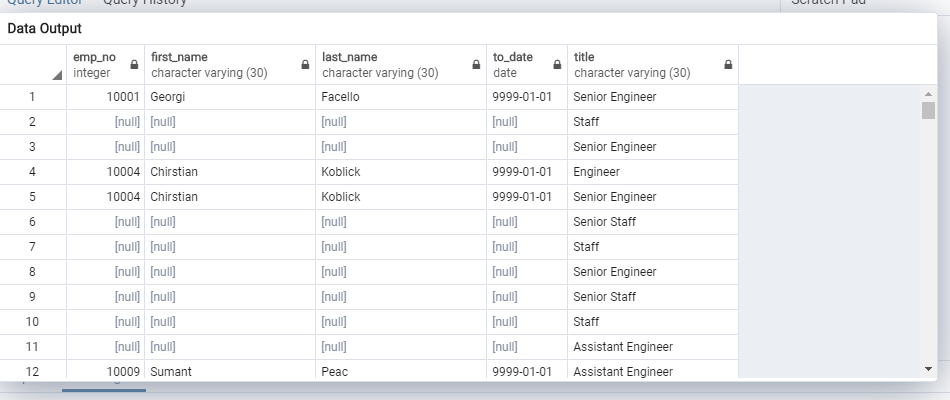 Query Editor Query History Scratch Pad
Data Output
emp_no first_name last_name to_date title
integer character varying (30) character varying (30) date character varying (30)
1 10001 Georgi Facello 9999-01-01 Senior Engineer
2 [null] [null] [null] [null] Staff
3 [null] [null] [null] [null] Senior Engineer
4 10004 Chirstian Koblick 9999-01-01 Engineer
5 10004 Chirstian Koblick 9999-01-01 Senior Engineer
6 [null] [null] [null] [null] Senior Staff
7 [null] [null] [null] [null] Staff
8 [null] [null] [null] [null] Senior Engineer
9 [null] [null] [null] [null] Senior Staff
10 [null] [null] [null] [null] Staff
11 [null] [null] [null] [null] Assistant Engineer
12 10009 Sumant Peac 9999-01-01 Assistant Engineer